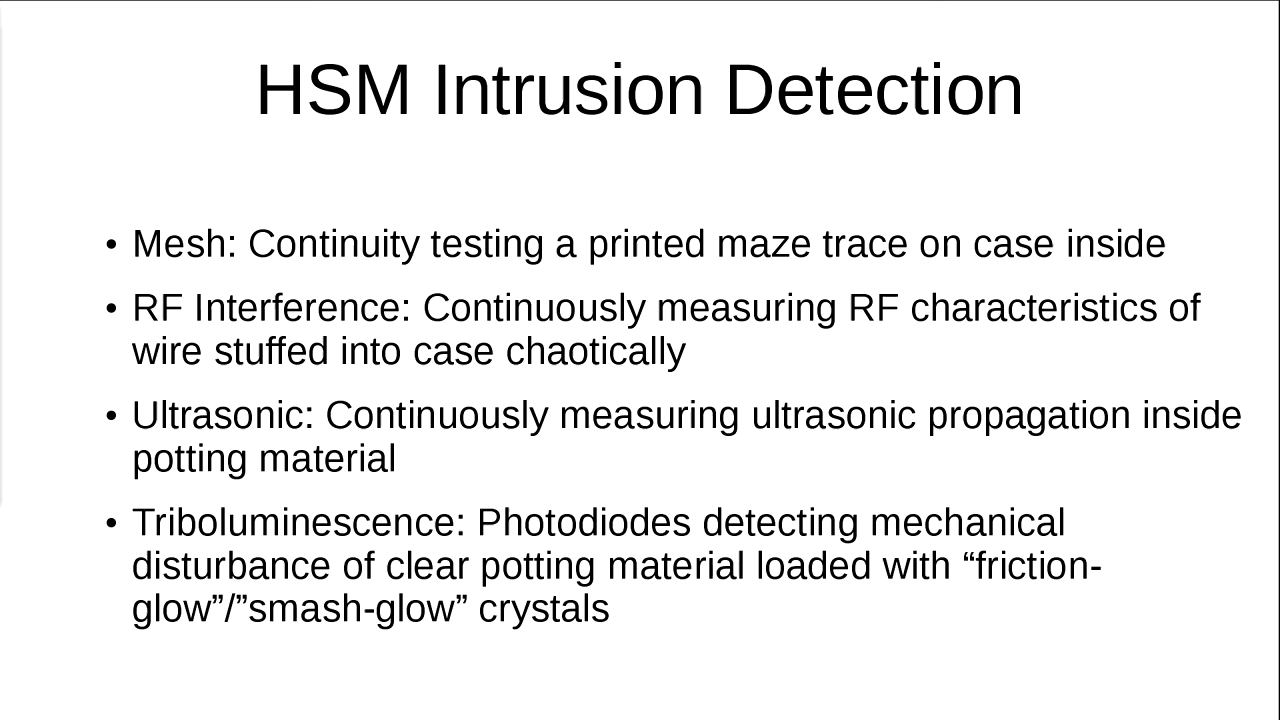 HSM Intrusion Detection
• Mesh: Continuity testing a printed maze trace on case inside
• RF Interference: Continuously measuring RF characteristics of
wire stuffed into case chaotically
• Ultrasonic: Continuously measuring ultrasonic propagation inside
potting material
• Triboluminescence: Photodiodes detecting mechanical
disturbance of clear potting material loaded with “friction-
glow”/”smash-glow” crystals